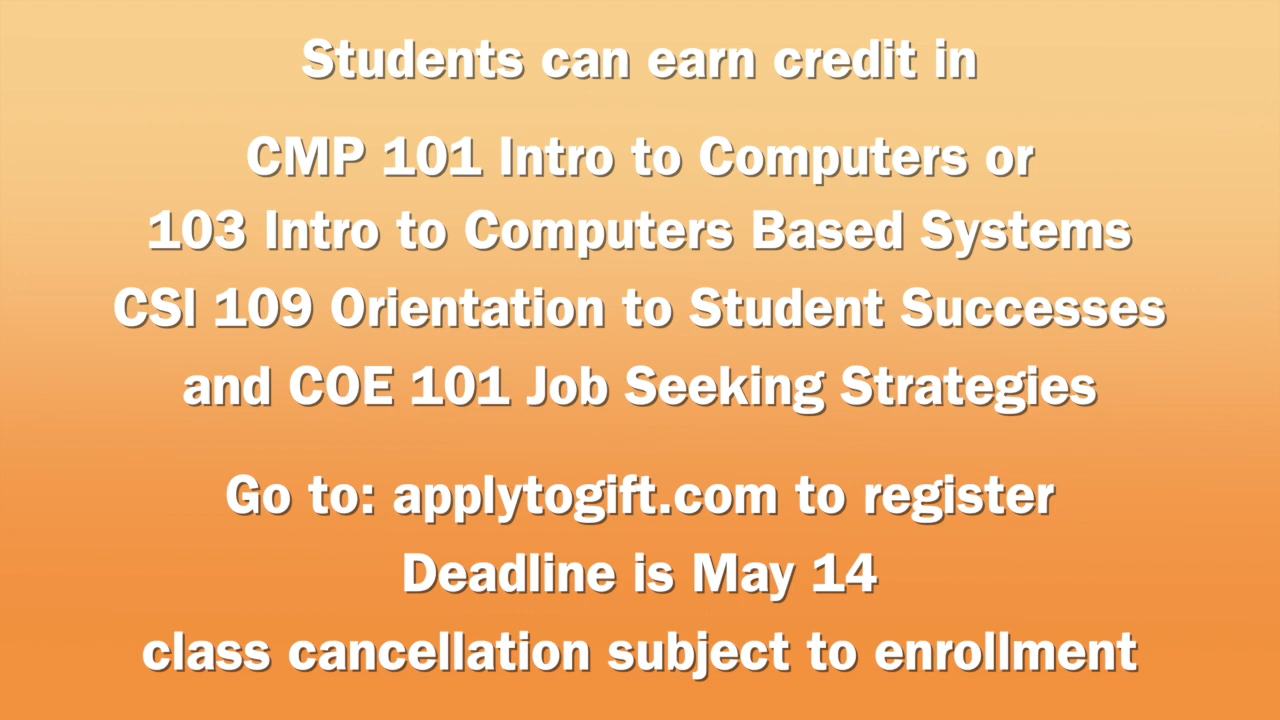 Students can earn credit in
CMP 101 Intro to Computers or
103 Intro to Computers Based Systems
CSI 109 Orientation to Student Successes
and COE 101 Job Seeking Strategies
Go to: applytogift.com to register
Deadline is May 14
class cancellation subject to enrollment